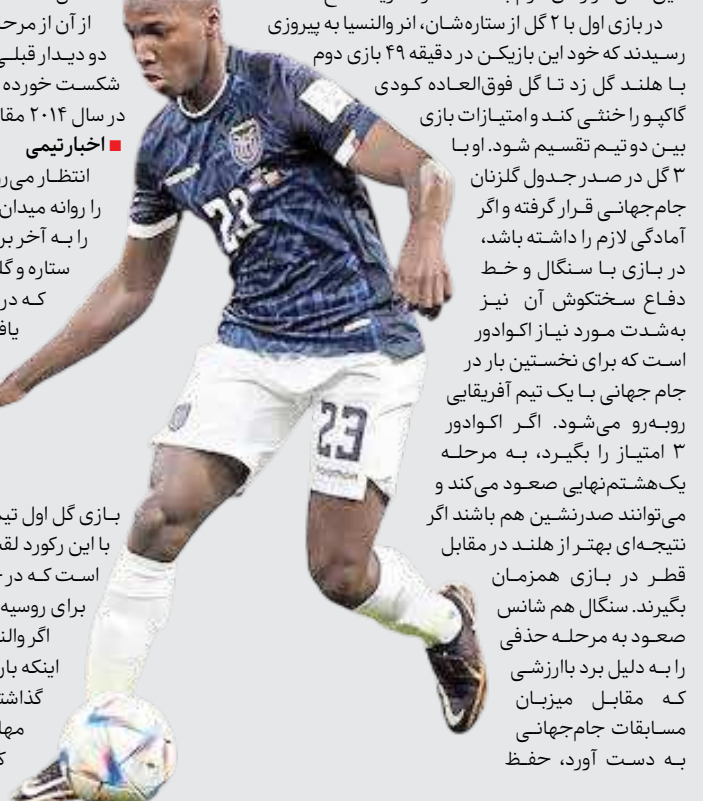 در بازی اول با ۲ گل از ستاره‌شان، انر والنسیا به پیروزی
رسیدند که خود این بازیکن در دقیقه ۴۹ بازی دوم
با هلند گل زد تا گل فوق‌العاده کودی
گاکپو را خنثی کند و امتیازات بازی
بین دو تیم تقسیم شود. او با
۳ گل در صدر جدول گلزنان
جام‌جهانی قرار گرفته و اگر
آمادگی لازم را داشته باشد،
در بازی با سنگال و خط
دفاع سختکوش آن نیز
به‌شدت مورد نیاز اکوادور
است که برای نخستین بار در
جام جهانی با یک تیم آفریقایی
روبه‌رو می‌شود. اگر اکوادور
۳ امتیاز را بگیرد، به مرحله
یک‌هشتم‌نهایی صعود می‌کند و
می‌توانند صدرنشین هم باشند اگر
نتیجه‌ای بهتر از هلند در مقابل
قطر در بازی همزمان
بگیرند. سنگال هم شانس
صعود به مرحله حذفی
را به دلیل برد باارزشی
که مقابل میزبان
مسابقات جام‌جهانی
به دست آورد، حفظ
از آن از مرح
دو دیدار قبلی
شکست خورده
در سال ۲۰۱۴ مقا
اخبار تیمی
انتظار می‌ر
را روانه میدان
را به آخر بر
ستاره و گل
که در
یاف
بازی گل اول تیم
با این رکورد لق
است که در
برای روسیه
اگر والن
اینکه بار
گذاشت
مها
ک
23
23